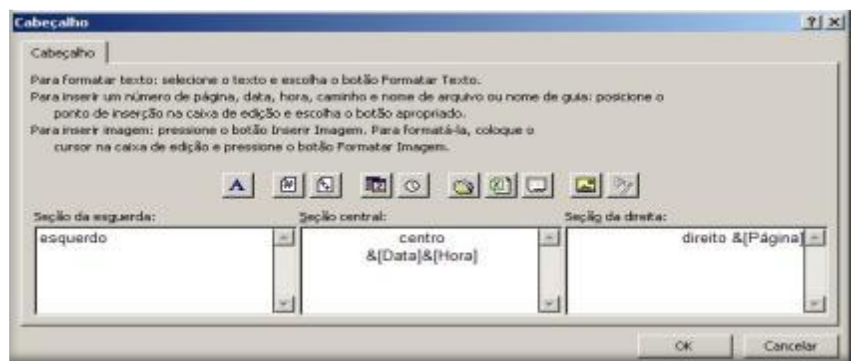 Cabeçalho
Cabeçalho
Para formatar texto: selecione o texto e escolha o botão Formatar Texto.
Para inserir um número de página, data, hora, caminho e nome de arquivo ou nome de guia: posicione o
ponto de inserção na caixa de edição e escolha o botão apropriado.
Para inserir imagem: pressione o botão Inserir Imagem. Para formatá-la, coloque o
cursor na caixa de edição e pressione o botão Formatar Imagem.
A
Seção da esquerda: Seção central: Seção da direita:
esquerdo centro direito &[Página]
&[Data]&[Hora]
OK Cancelar